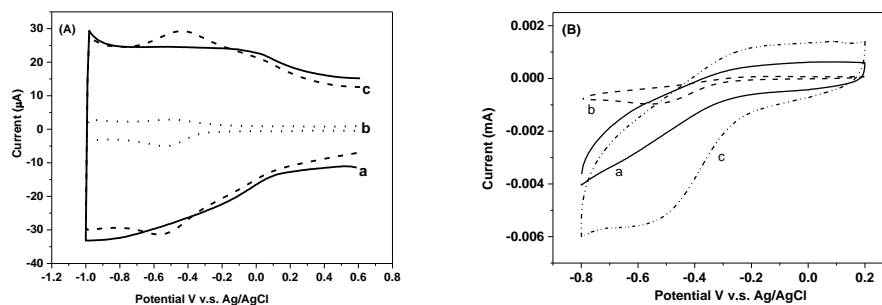 (A)
30
20
10
0
-10
-20
-30
-40
Current (µA)
c
b
a
-1.2 -1.0 -0.8 -0.6 -0.4 -0.2 0.0 0.2 0.4 0.6 0.8
Potential V v.s. Ag/AgCl
(B)
0.002
0.000
-0.002
-0.004
-0.006
Current (mA)
b
a
c
-0.8 -0.6 -0.4 -0.2 0.0 0.2
Potential V v.s. Ag/AgCl